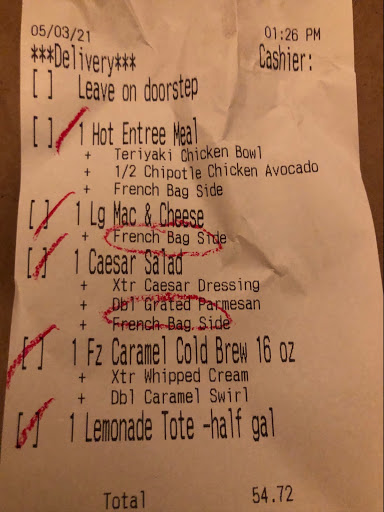 05/03/21 01:26 PM
***Delivery*** Cashier:
[ ] Leave on doorstep
[ ] 1 Hot Entree Meal
+ Teriyaki Chicken Bowl
+ 1/2 Chipotle Chicken Avocado
+ French Bag Side
[ ] 1 Lg Mac & Cheese
+ French Bag Side
[ ] 1 Caesar Salad
+ Xtr Caesar Dressing
+ Dbl Grated Parmesan
+ French Bag Side
[ ] 1 Fz Caramel Cold Brew 16 oz
+ Xtr Whipped Cream
+ Dbl Caramel Swirl
[ ] 1 Lemonade Tote -half gal
Total 54.72